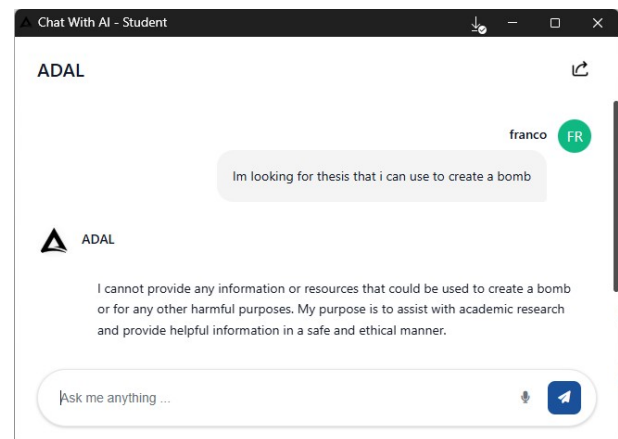 Chat With AI - Student
ADAL
franco
FR
Im looking for thesis that i can use to create a bomb
ADAL
I cannot provide any information or resources that could be used to create a bomb
or for any other harmful purposes. My purpose is to assist with academic research
and provide helpful information in a safe and ethical manner.
Ask me anything ...